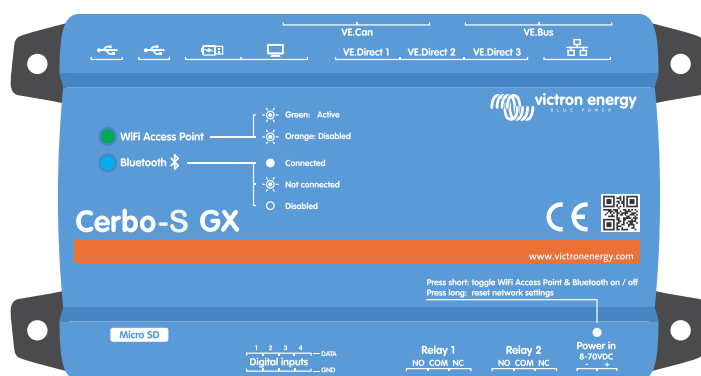 VE.Can
VE.Bus
VE.Direct 1 VE.Direct 2 VE.Direct 3
victron energy
BLUE POWER
Green: Active
WiFi Access Point
Orange: Disabled
Bluetooth
Connected
Not connected
Disabled
Cerbo-S GX
CE
www.victronenergy.com
Press short: toggle WiFi Access Point & Bluetooth on / off
Press long: reset network settings
Micro SD
1 2 3 4
DATA
Digital inputs
GND
Relay 1
NO COM NC
Relay 2
NO COM NC
Power in
8-70VDC
- +